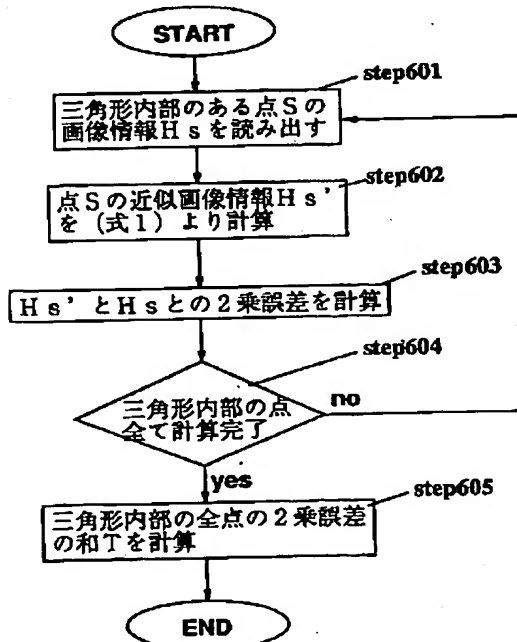 START
step601
三角形内部のある点Sの
画像情報Hsを読み出す
step602
点Sの近似画像情報Hs'
を(式1)より計算
step603
Hs'とHsとの2乗誤差を計算
step604
三角形内部の点
全て計算完了
no
yes
step605
三角形内部の全点の2乗誤差
の和Tを計算
END